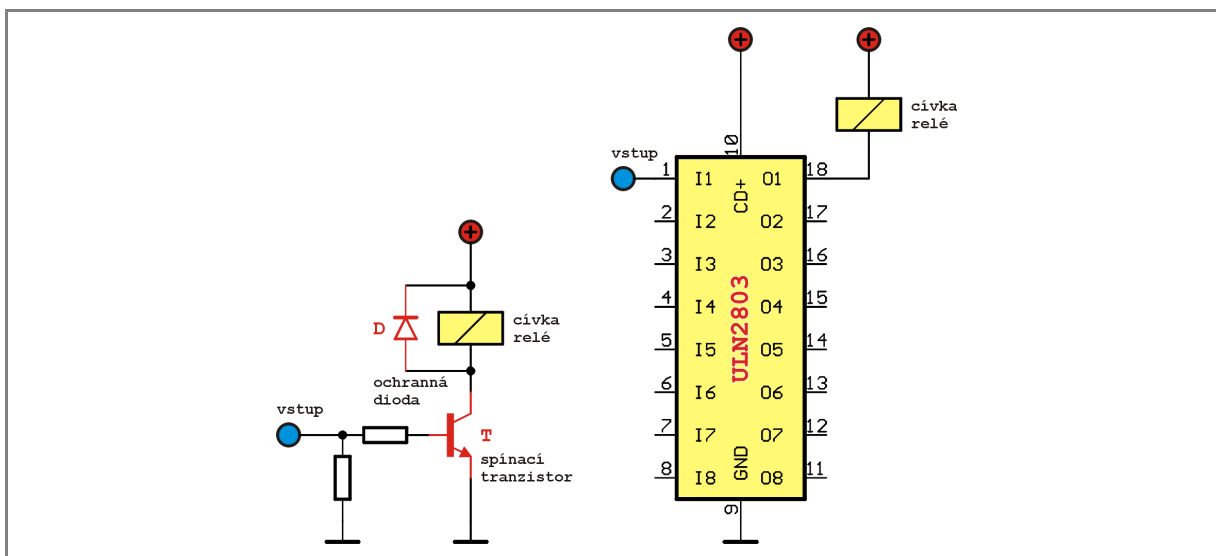 vstup
D
cívka
relé
ochranná
dioda
T
spínací
tranzistor
vstup
cívka
relé
10
CD+
ULN2803
GND
9
1 I1 O1 18
2 I2 O2 17
3 I3 O3 16
4 I4 O4 15
5 I5 O5 14
6 I6 O6 13
7 I7 O7 12
8 I8 O8 11